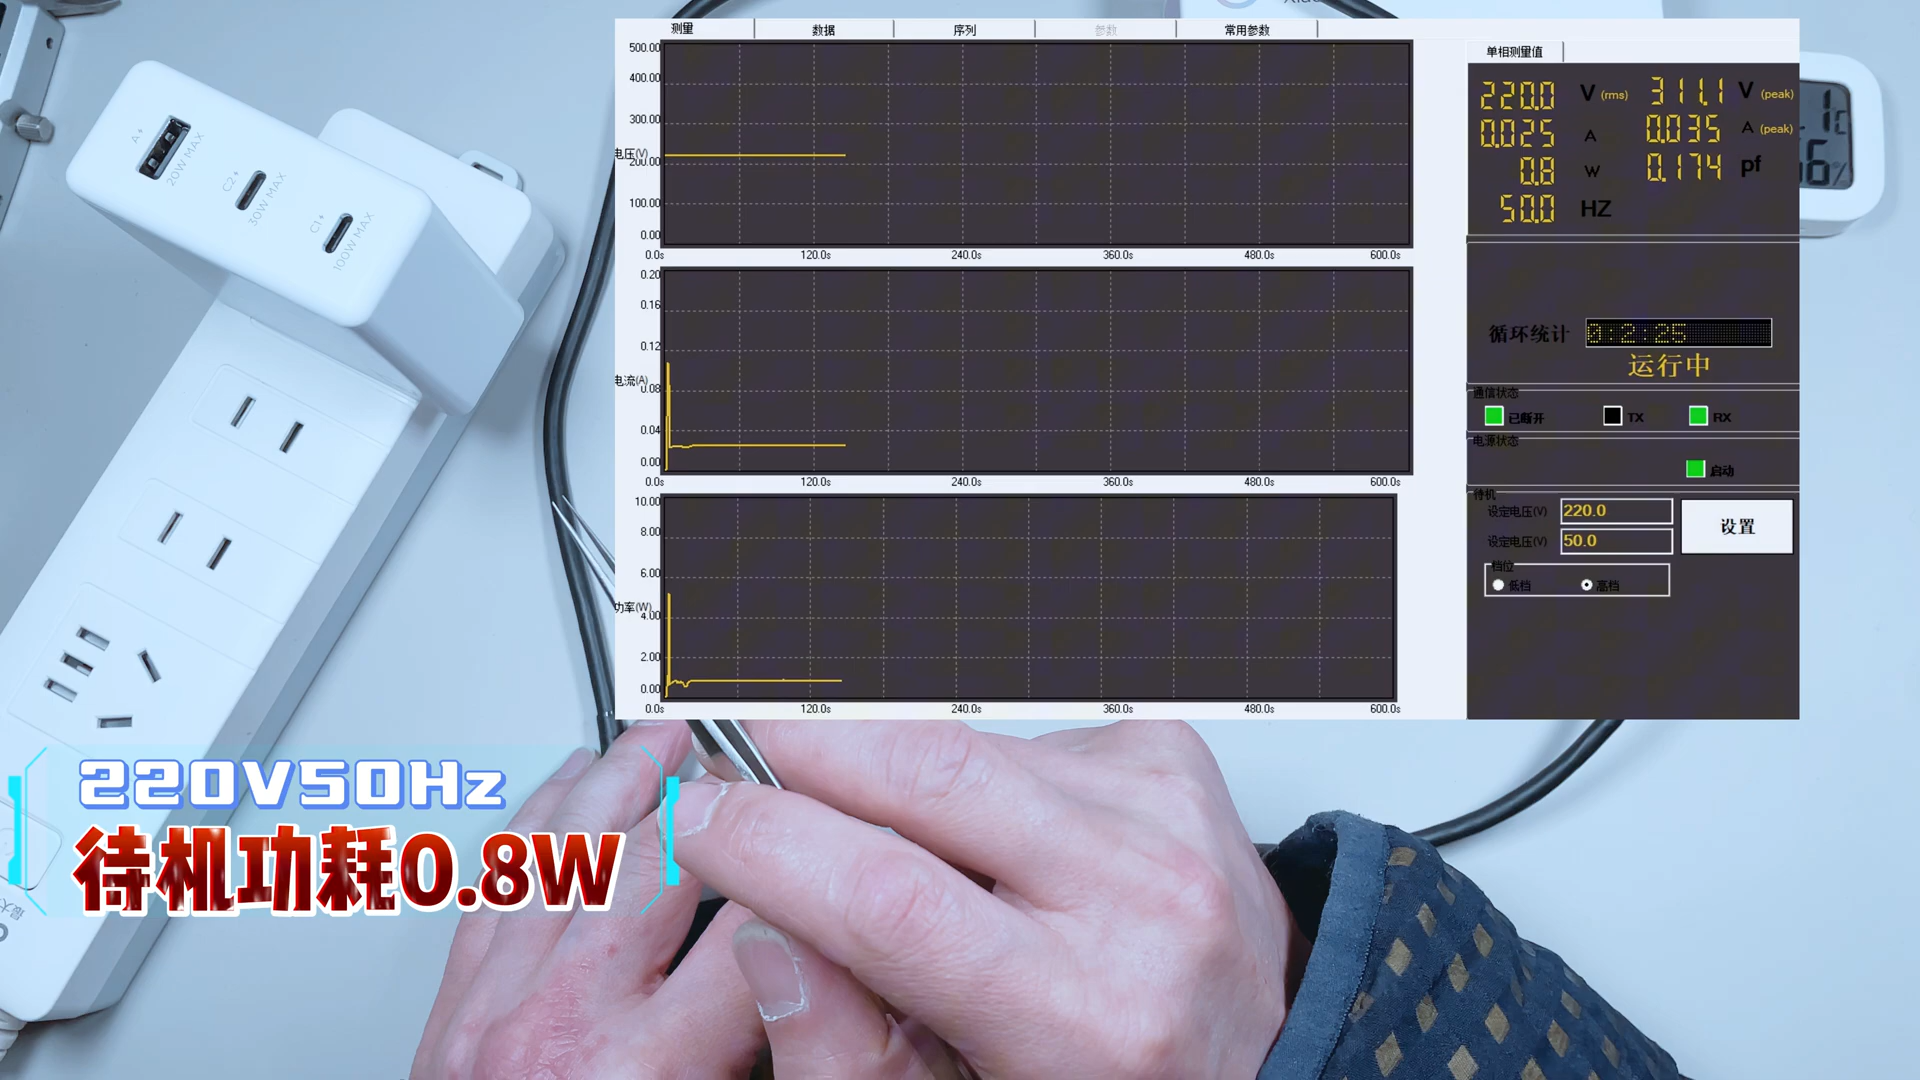 测量 数据 序列 参数 常用参数
500.00
400.00
300.00
电压(V)
200.00
100.00
0.00
0.0s 120.0s 240.0s 360.0s 480.0s 600.0s
0.20
0.16
0.12
电流(A)
0.08
0.04
0.00
0.0s 120.0s 240.0s 360.0s 480.0s 600.0s
10.00
8.00
6.00
功率(W)
4.00
2.00
0.00
0.0s 120.0s 240.0s 360.0s 480.0s 600.0s
单相测量值
220.0 V (rms) 311.1 V (peak)
0.025 A 0.035 A (peak)
0.8 W 0.174 pf
50.0 HZ
循环统计 0:2:25
运行中
通信状态
已断开 TX RX
电源状态
启动
待机
设定电压(V) 220.0
设置
设定电压(V) 50.0
档位
低档 高档
A+
20W MAX
C2+
30W MAX
C1+
100W MAX
220V50Hz
待机功耗0.8W
最大